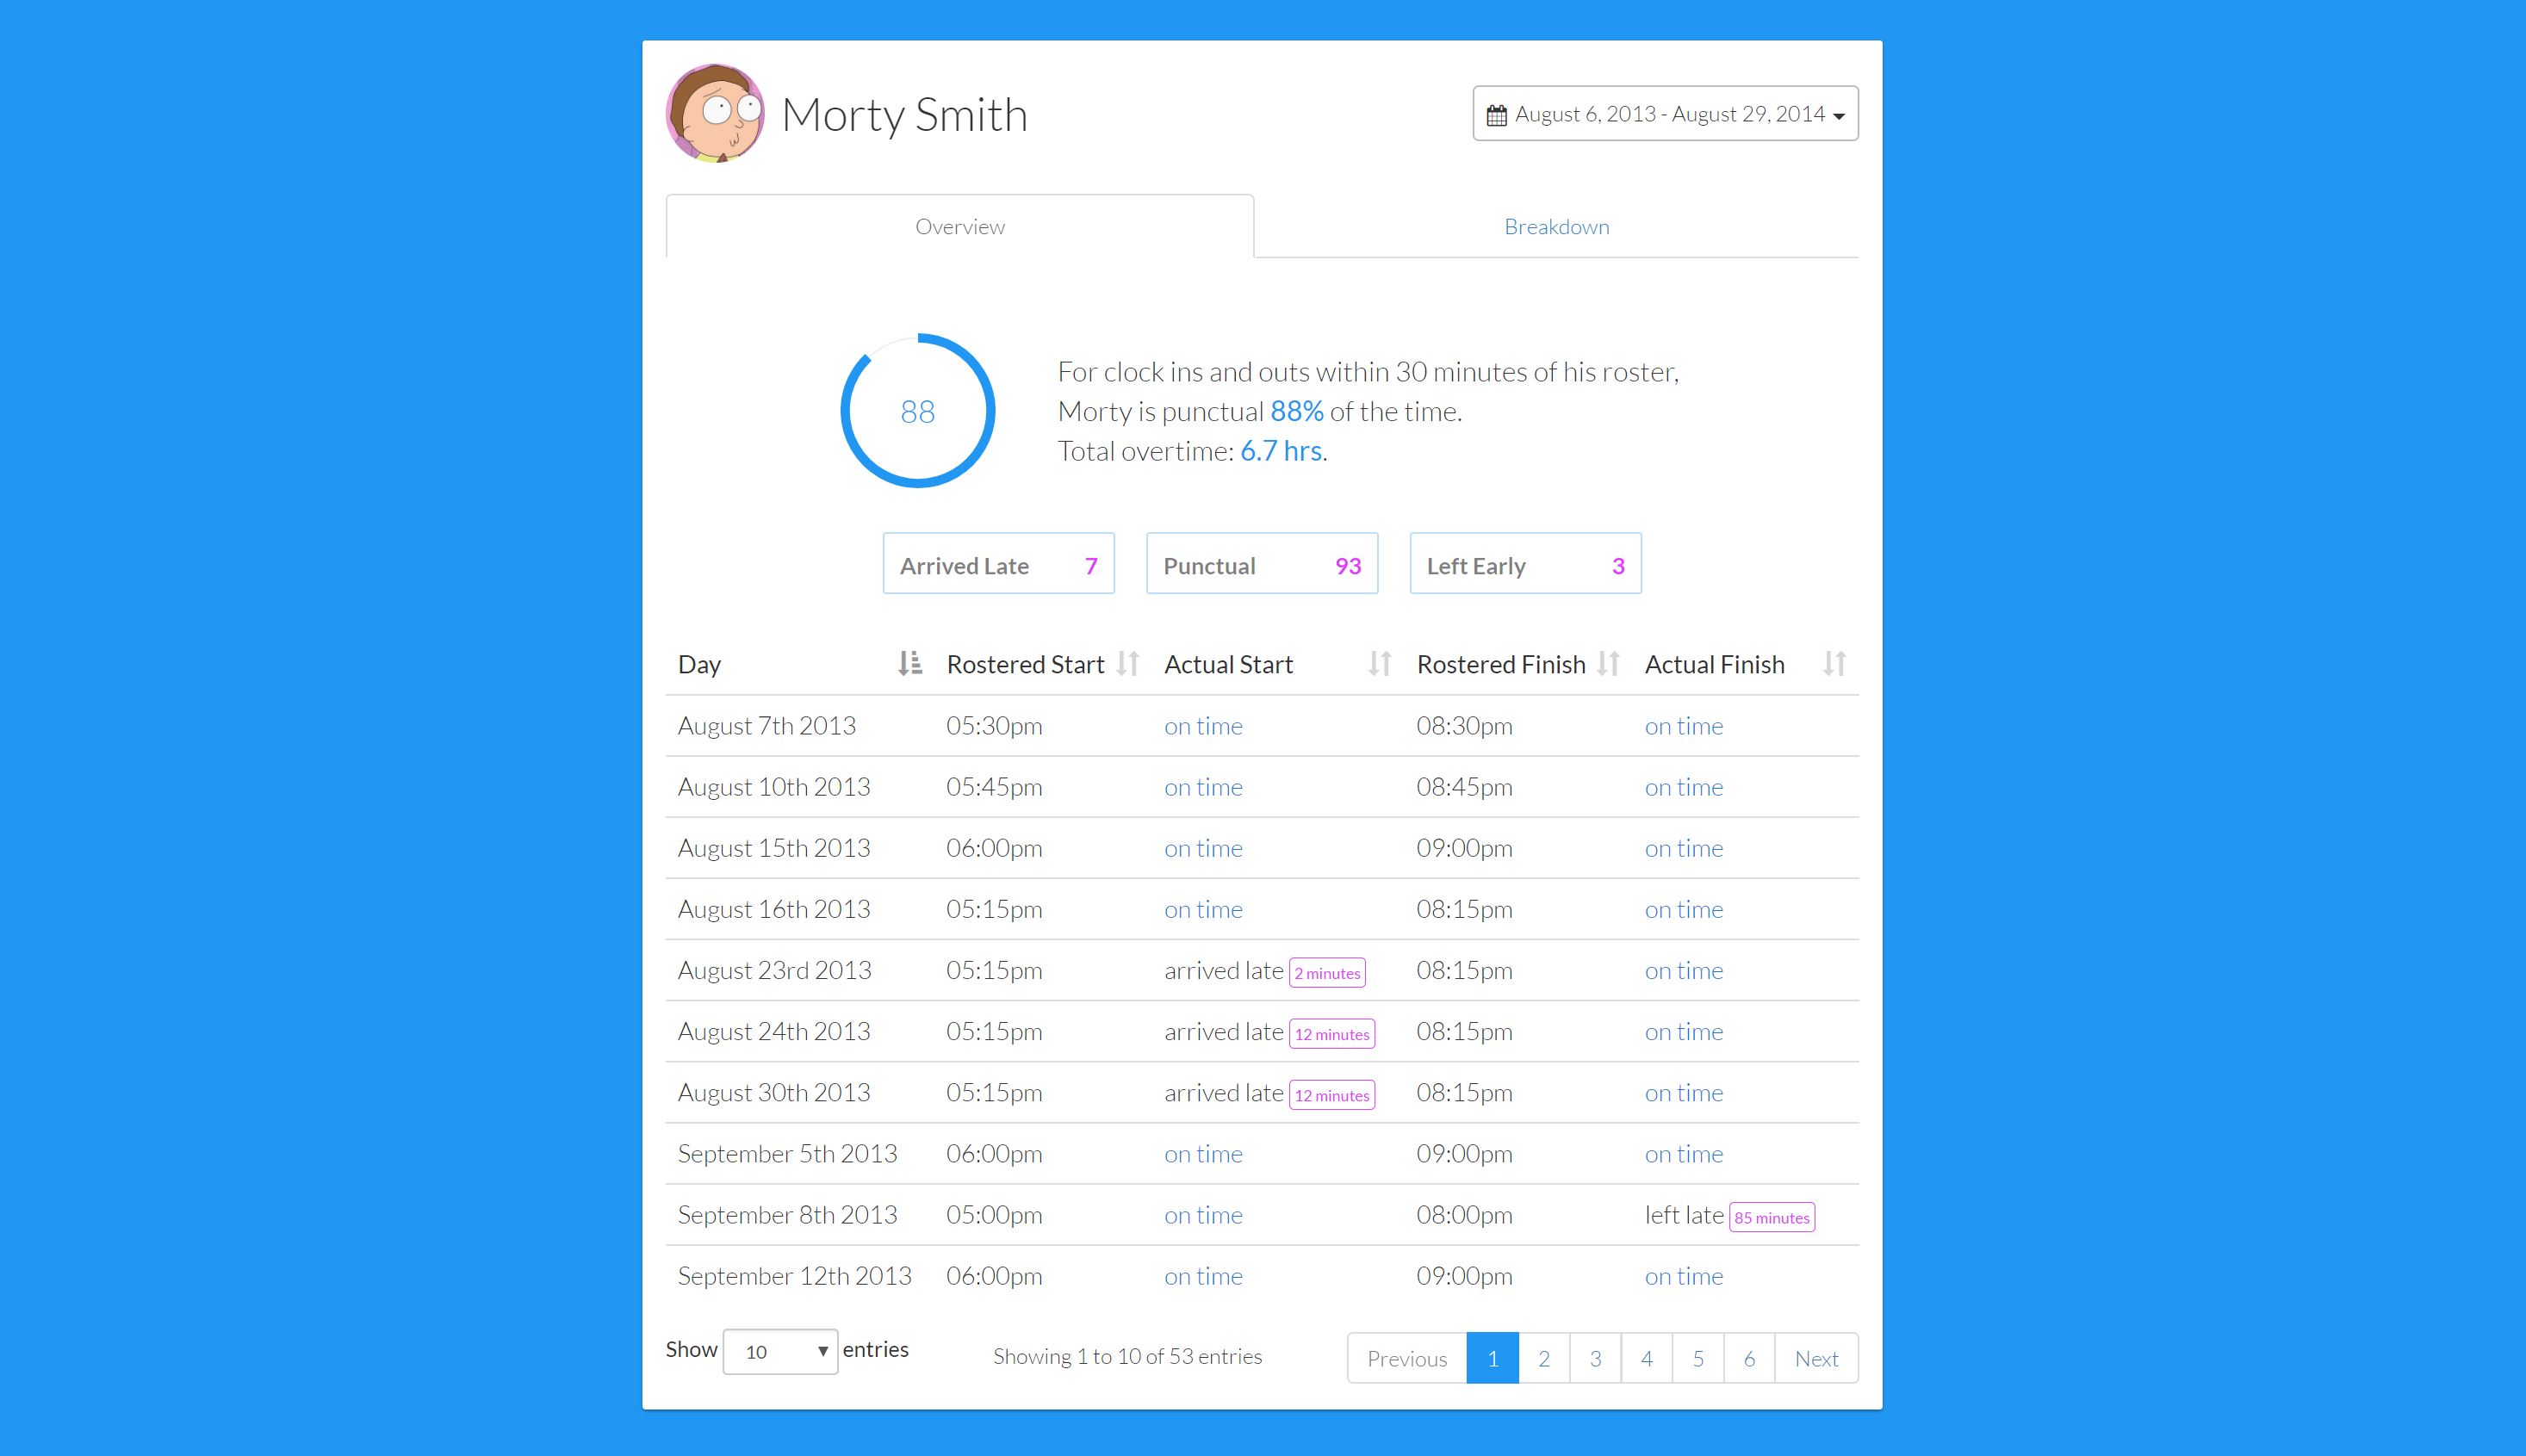 Morty Smith
August 6, 2013 - August 29, 2014
Overview Breakdown
88
For clock ins and outs within 30 minutes of his roster,
Morty is punctual 88% of the time.
Total overtime: 6.7 hrs.
Arrived Late 7 Punctual 93 Left Early 3
Day Rostered Start Actual Start Rostered Finish Actual Finish
August 7th 2013 05:30pm on time 08:30pm on time
August 10th 2013 05:45pm on time 08:45pm on time
August 15th 2013 06:00pm on time 09:00pm on time
August 16th 2013 05:15pm on time 08:15pm on time
August 23rd 2013 05:15pm arrived late 2 minutes 08:15pm on time
August 24th 2013 05:15pm arrived late 12 minutes 08:15pm on time
August 30th 2013 05:15pm arrived late 12 minutes 08:15pm on time
September 5th 2013 06:00pm on time 09:00pm on time
September 8th 2013 05:00pm on time 08:00pm left late 85 minutes
September 12th 2013 06:00pm on time 09:00pm on time
Show 10 entries Showing 1 to 10 of 53 entries Previous 1 2 3 4 5 6 Next